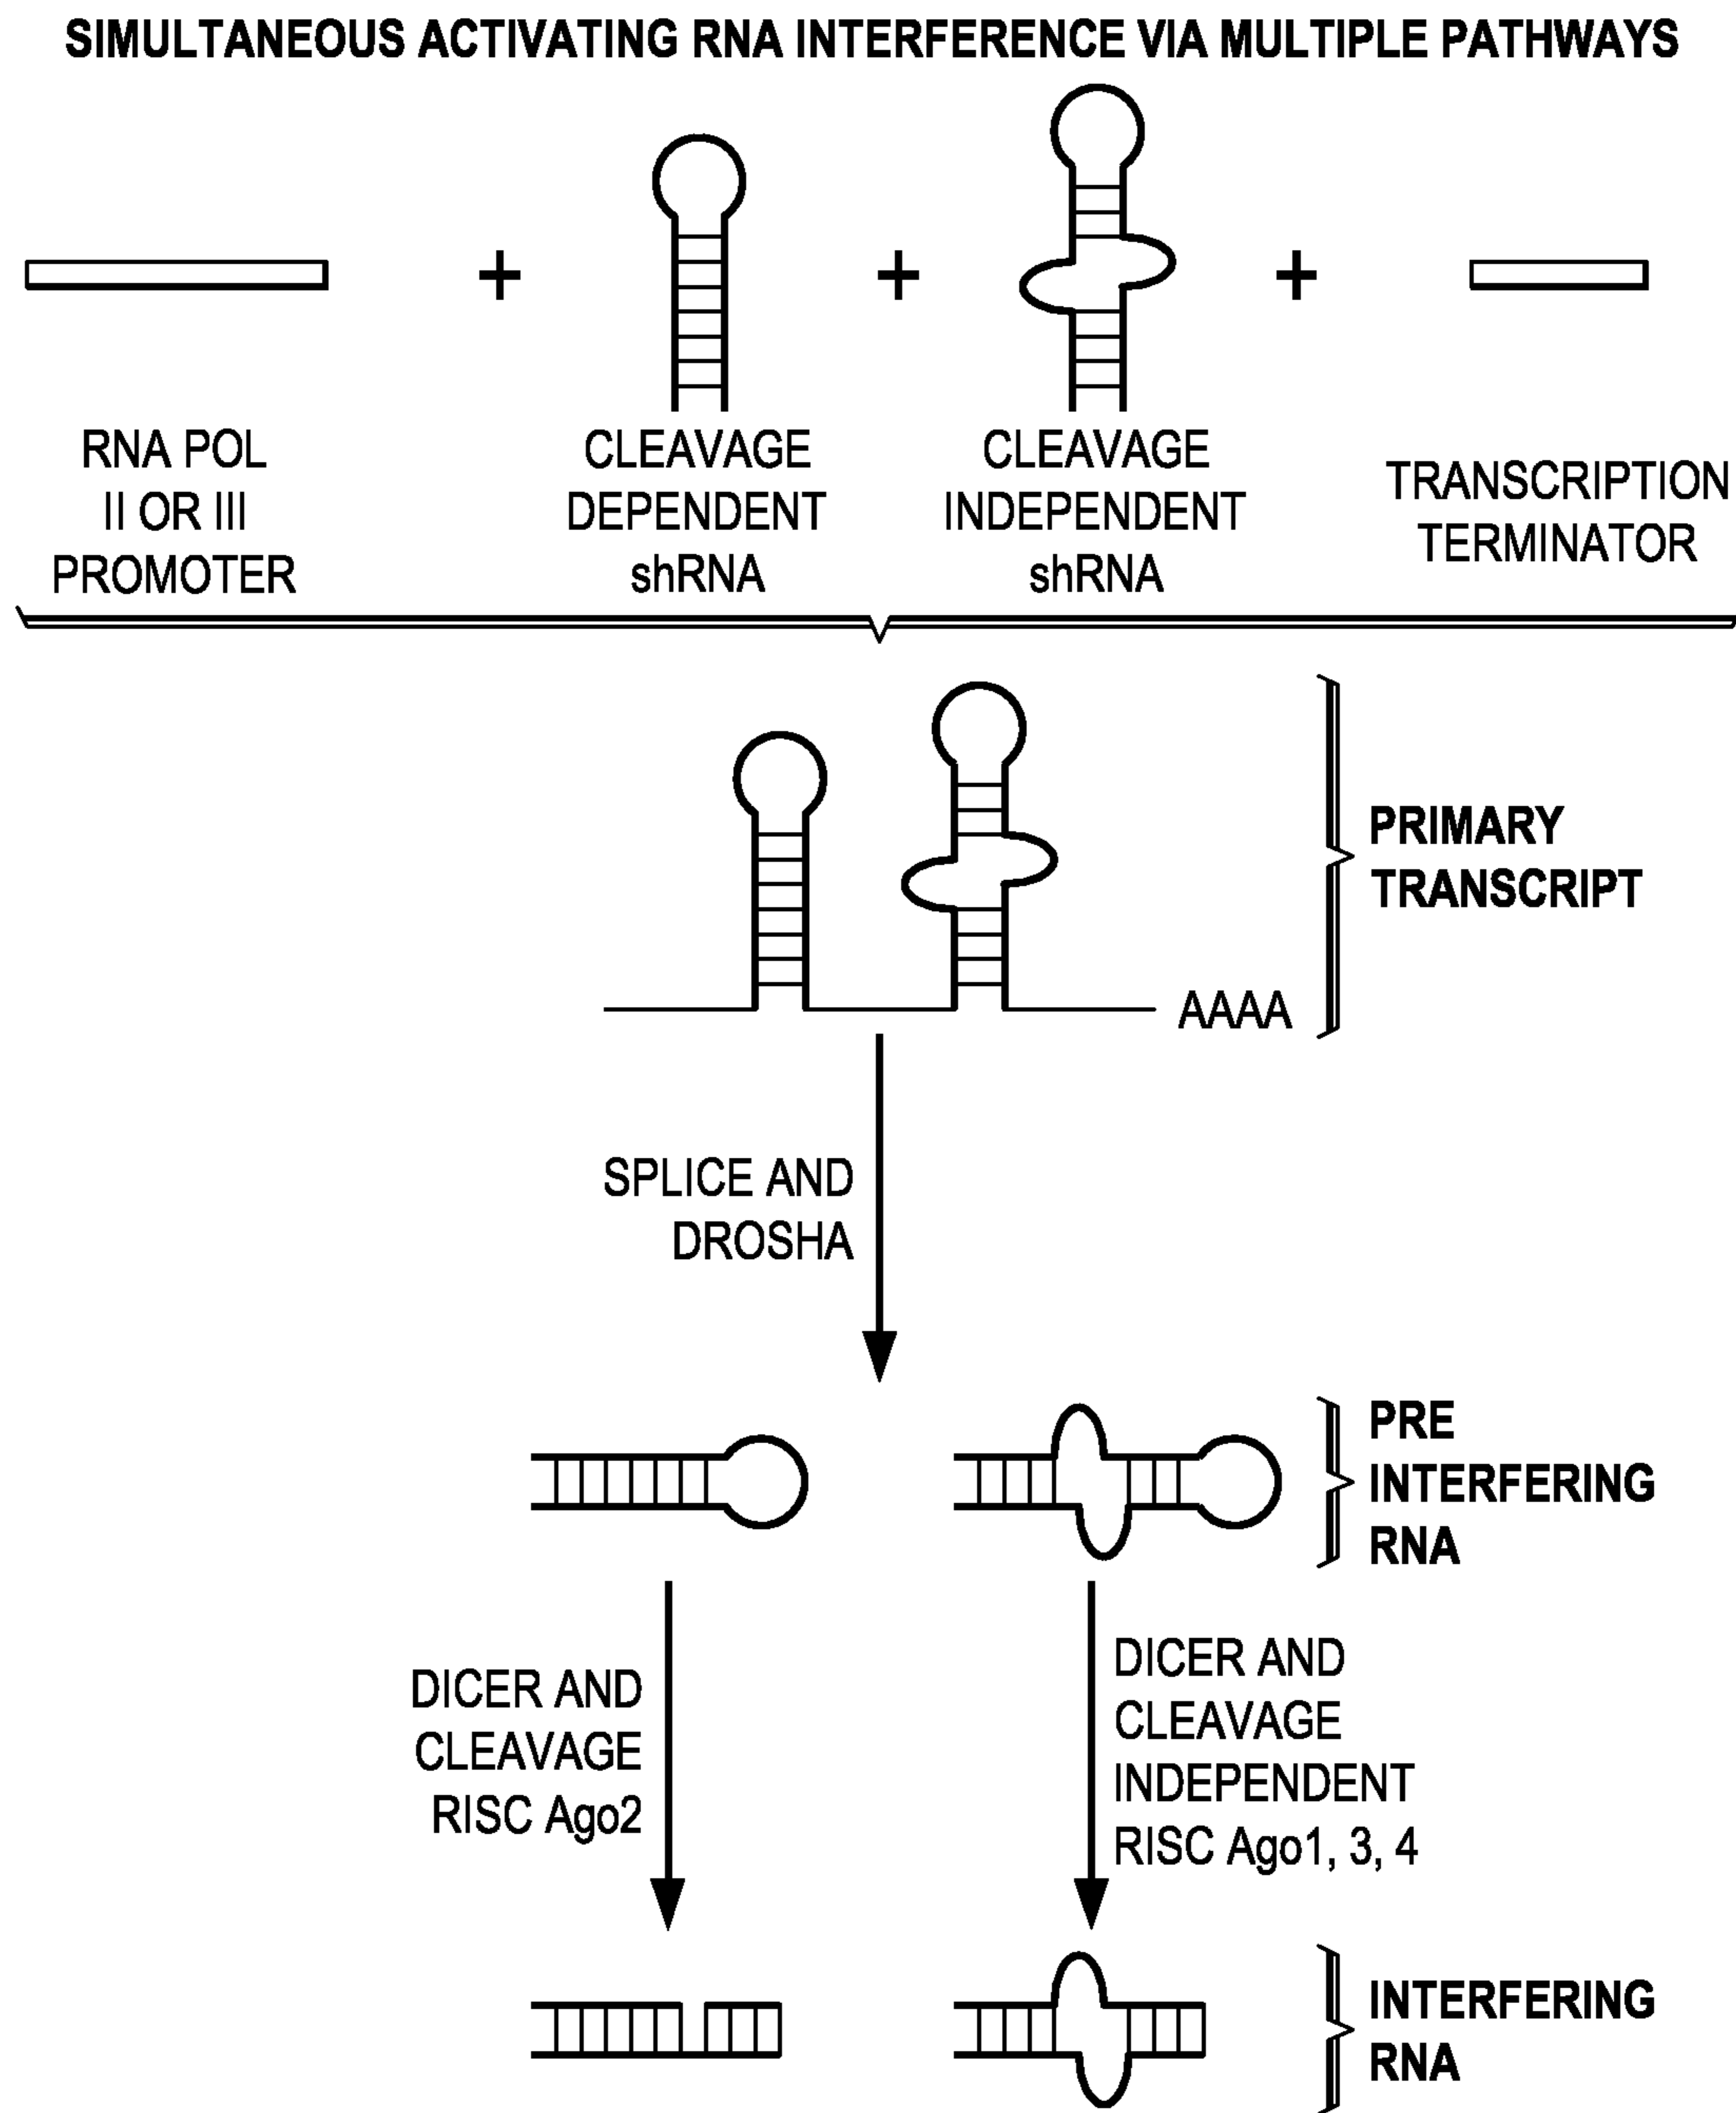 SIMULTANEOUS ACTIVATING RNA INTERFERENCE VIA MULTIPLE PATHWAYS
+
+
+
RNA POL
II OR III
PROMOTER
CLEAVAGE
DEPENDENT
shRNA
CLEAVAGE
INDEPENDENT
shRNA
TRANSCRIPTION
TERMINATOR
PRIMARY
TRANSCRIPT
AAAA
SPLICE AND
DROSHA
PRE
INTERFERING
RNA
DICER AND
CLEAVAGE
RISC Ago2
DICER AND
CLEAVAGE
INDEPENDENT
RISC Ago1, 3, 4
INTERFERING
RNA